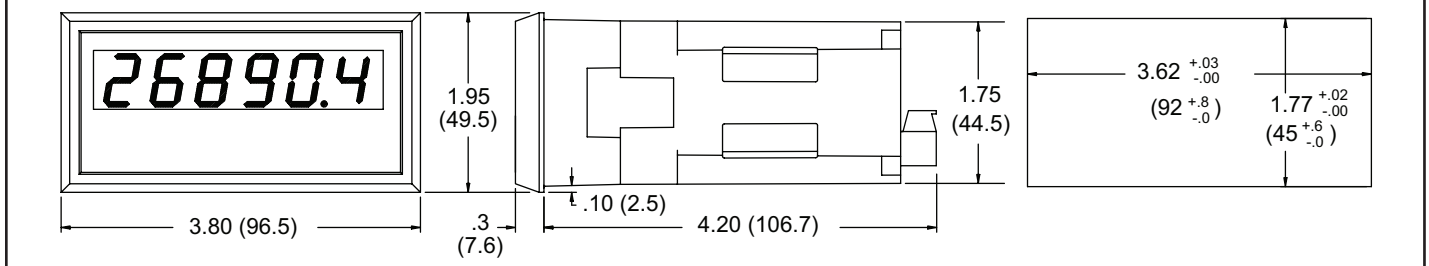 26890.4
1.95
(49.5)
3.80 (96.5)
.3
(7.6)
.10 (2.5)
4.20 (106.7)
1.75
(44.5)
3.62 +.03 -.00
(92 +.8 -.0 )
1.77 +.02 -.00
(45 +.6 -.0 )